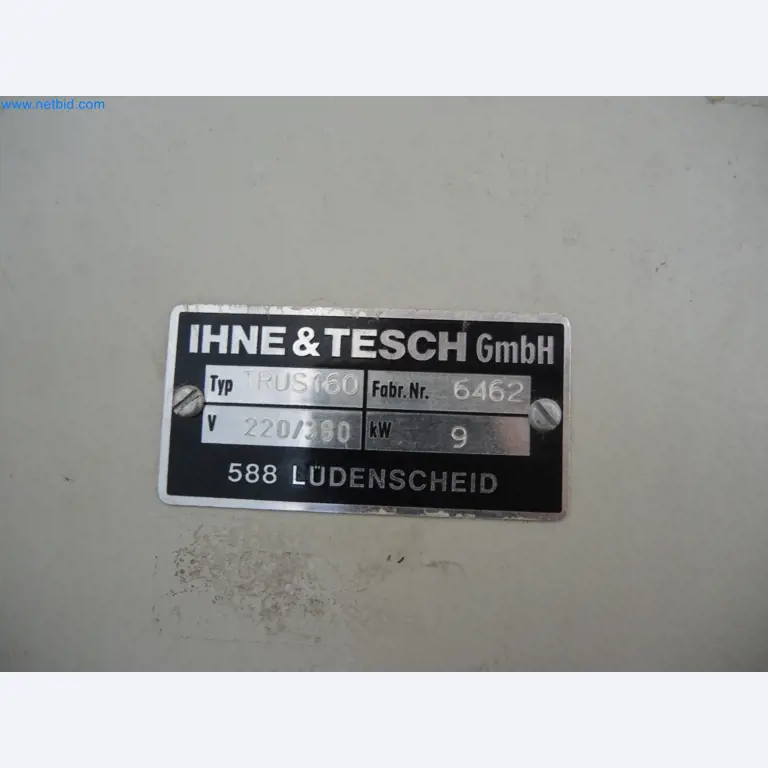 www.netbid.com
IHNE & TESCH GmbH
Typ TRUS160 Fabr.Nr. 6462
V 220/380 kW 9
588 LÜDENSCHEID